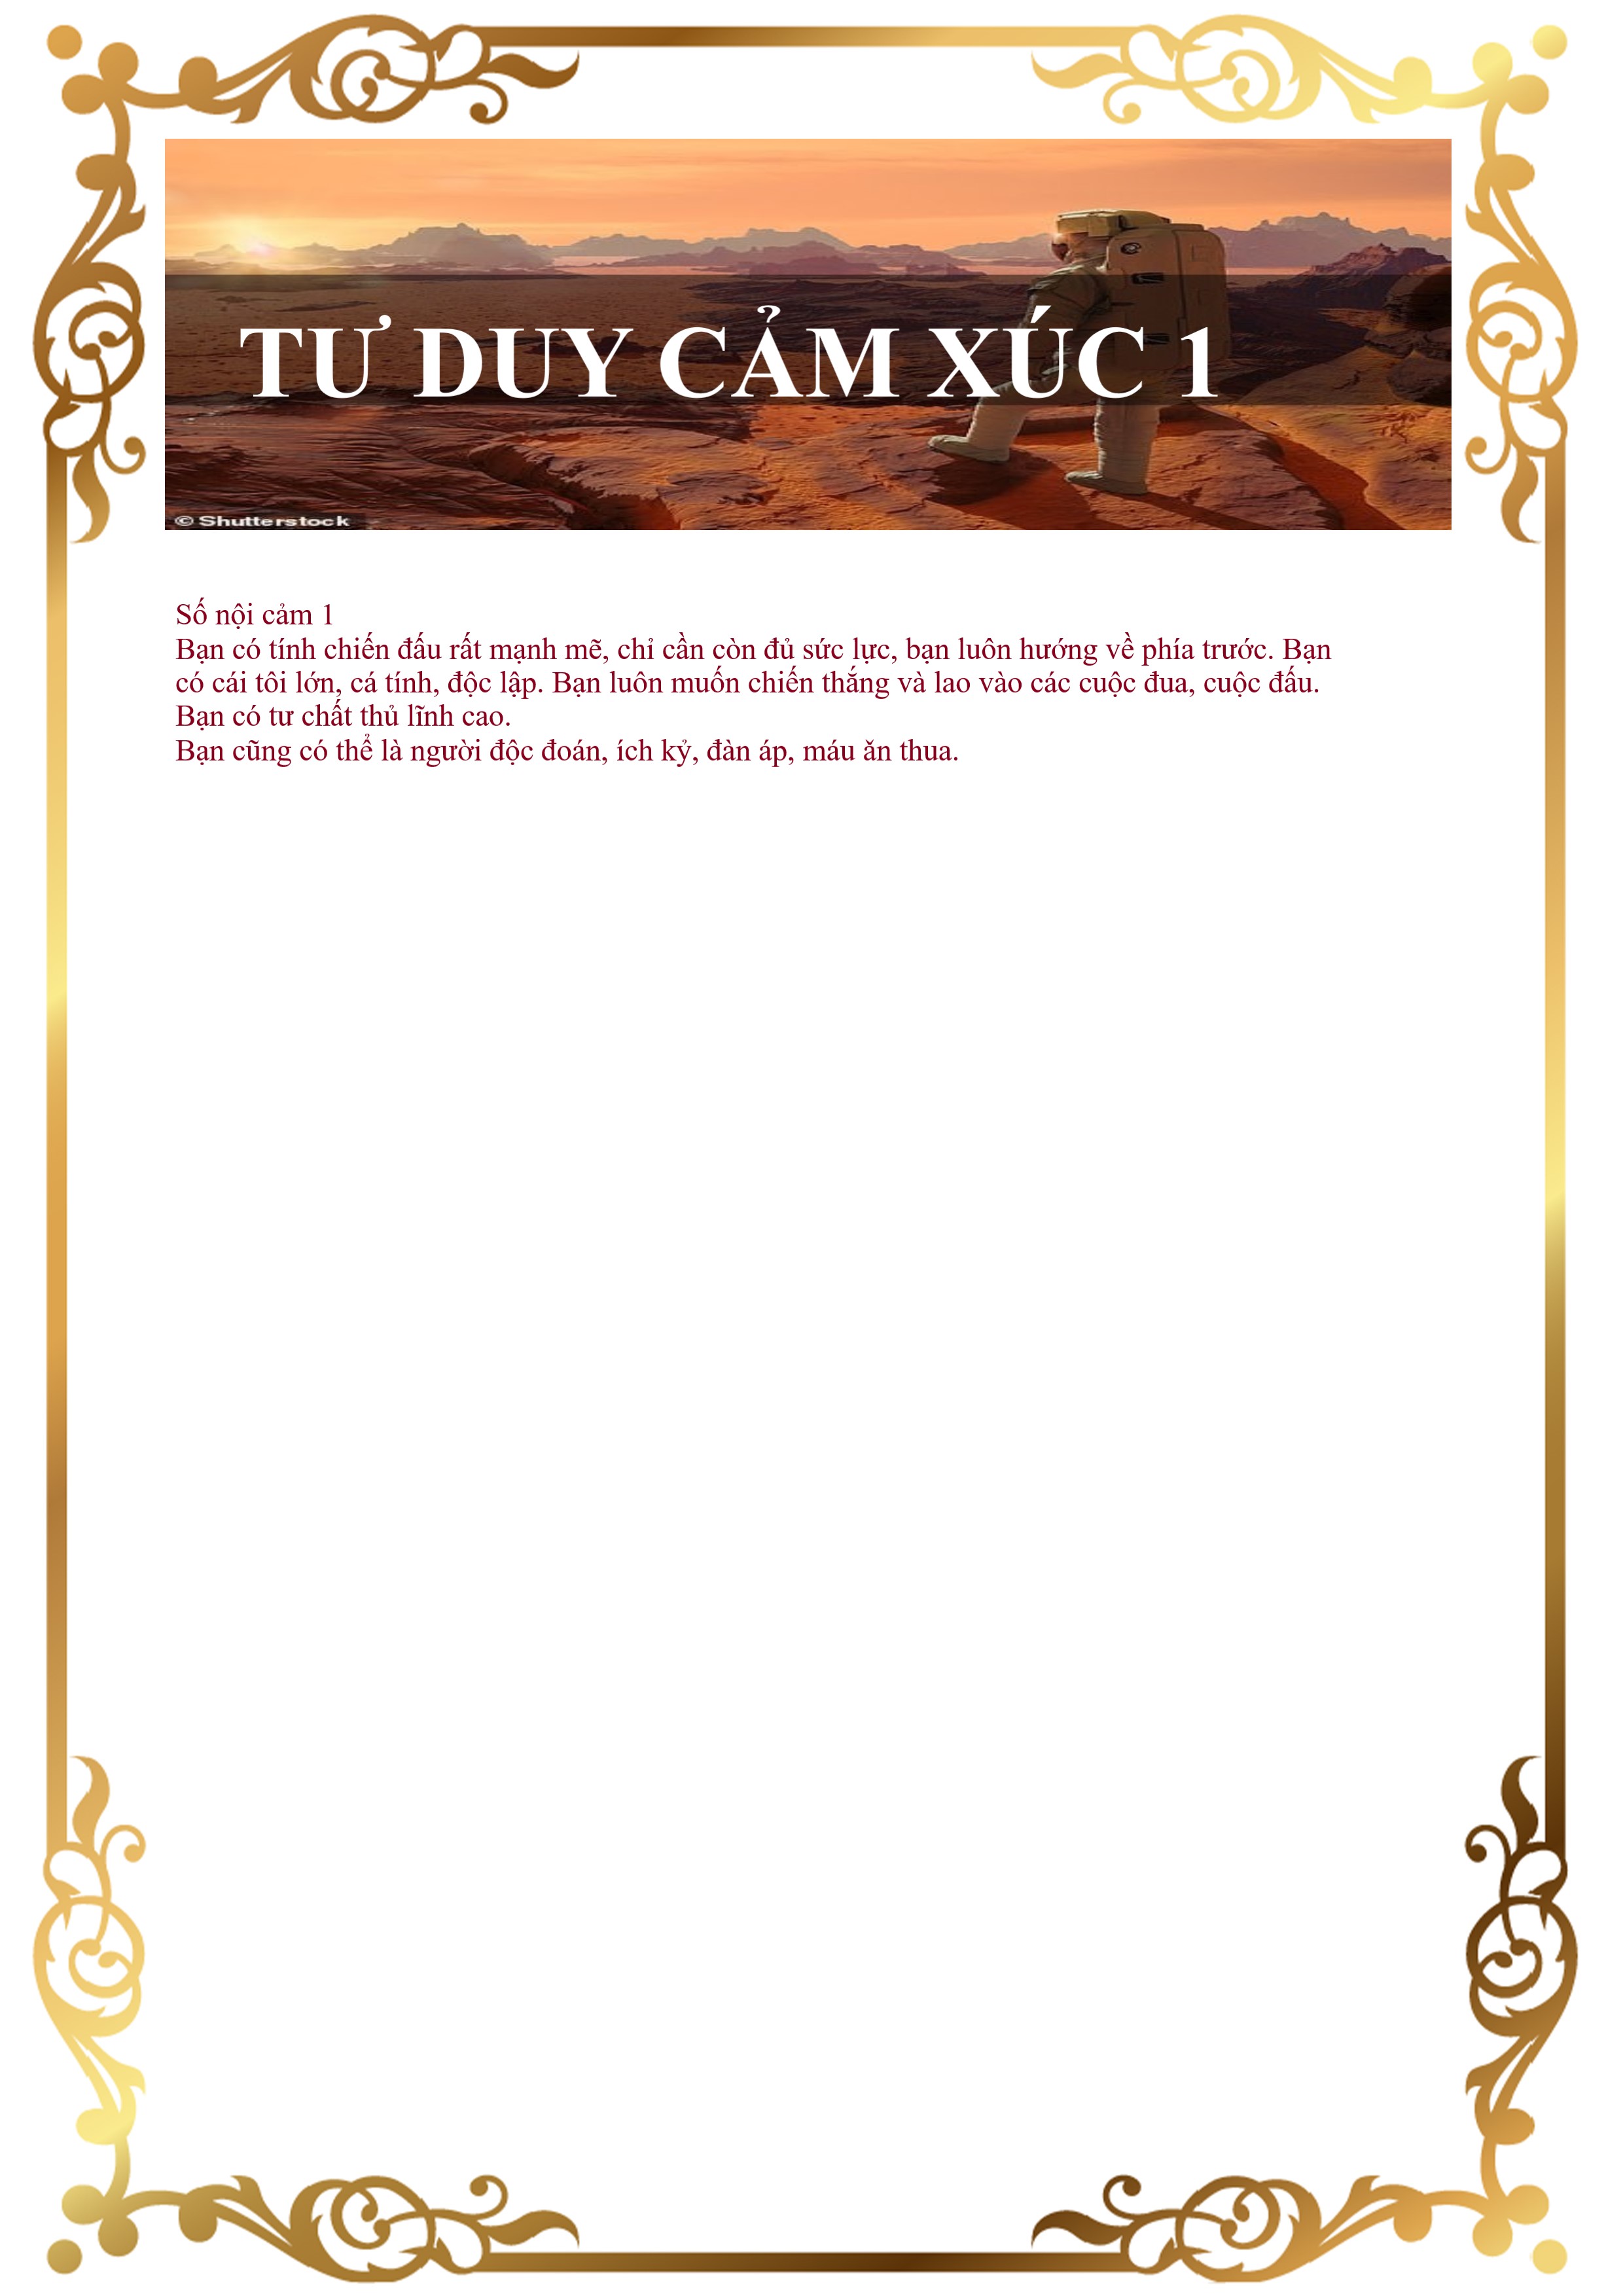 TƯ DUY CẢM XÚC 1
© Shutterstock
Số nội cảm 1
Bạn có tính chiến đấu rất mạnh mẽ, chỉ cần còn đủ sức lực, bạn luôn hướng về phía trước. Bạn
có cái tôi lớn, cá tính, độc lập. Bạn luôn muốn chiến thắng và lao vào các cuộc đua, cuộc đấu.
Bạn có tư chất thủ lĩnh cao.
Bạn cũng có thể là người độc đoán, ích kỷ, đàn áp, máu ăn thua.